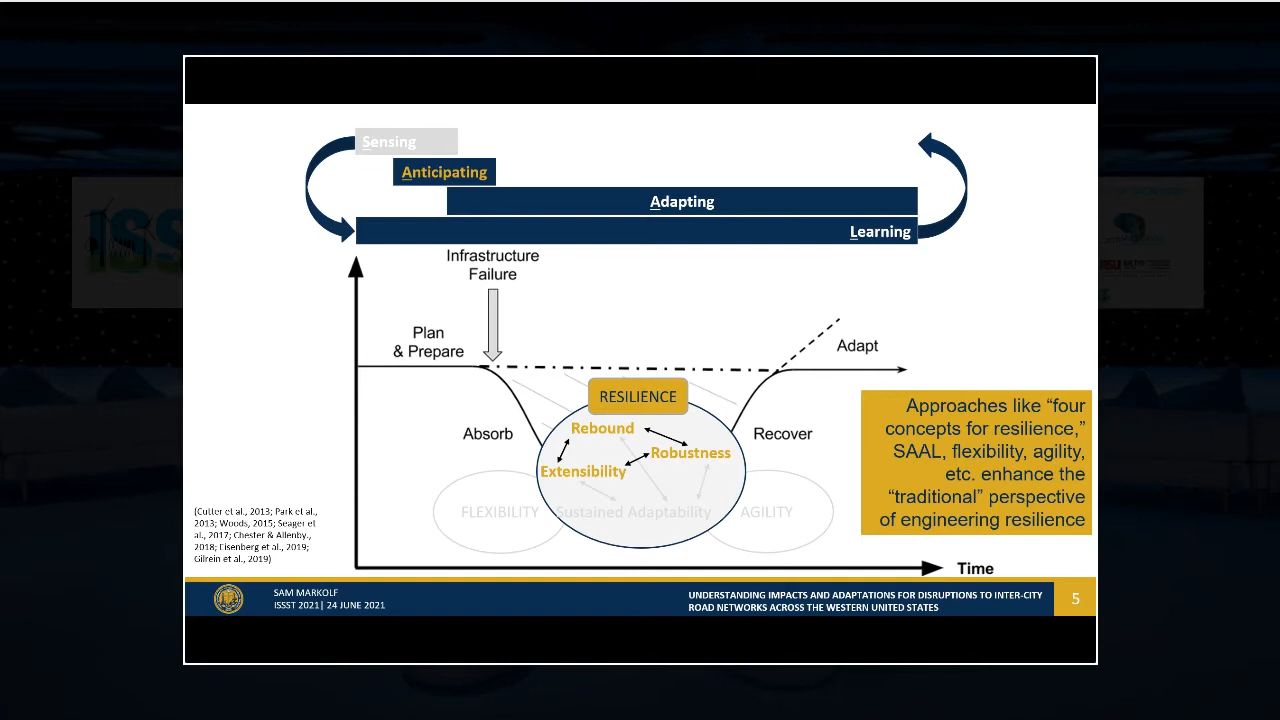 Sensing
Anticipating
Adapting
Learning
Infrastructure
Failure
Plan
& Prepare
Adapt
RESILIENCE
Absorb
Rebound
Recover
Robustness
Extensibility
FLEXIBILITY
Sustained Adaptability
AGILITY
Approaches like “four
concepts for resilience,”
SAAL, flexibility, agility,
etc. enhance the
“traditional” perspective
of engineering resilience
(Cutter et al., 2013; Park et al.,
2013; Woods, 2015; Seager et
al., 2017; Chester & Allenby.,
2018; Eisenberg et al., 2019;
Gilrein et al., 2019)
Time
SAM MARKOLF
ISSST 2021| 24 JUNE 2021
UNDERSTANDING IMPACTS AND ADAPTATIONS FOR DISRUPTIONS TO INTER-CITY
ROAD NETWORKS ACROSS THE WESTERN UNITED STATES
5